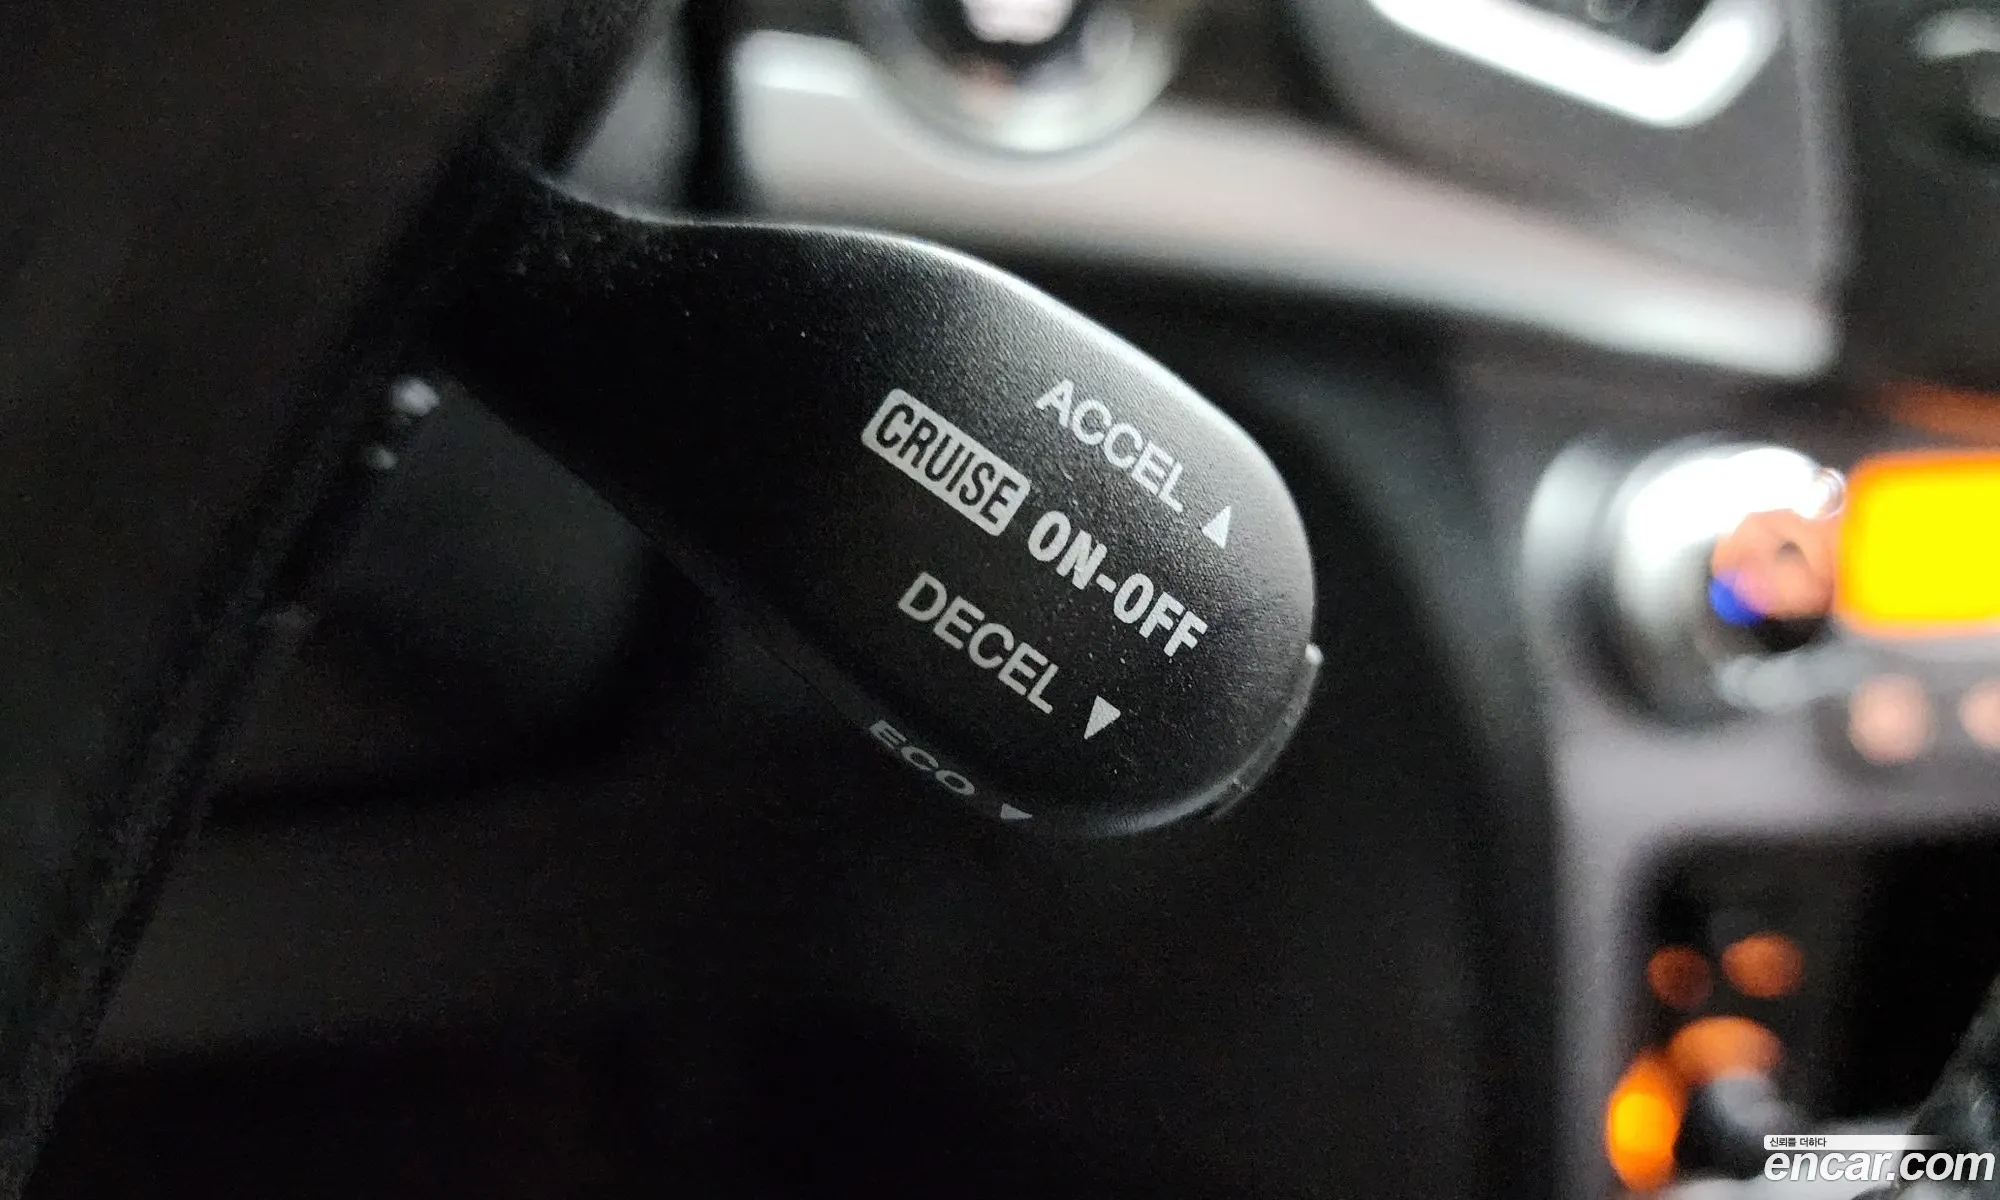 ACCEL ▲
CRUISE ON-OFF
DECEL ▼
ECO ▼
신뢰를 더하다
encar.com